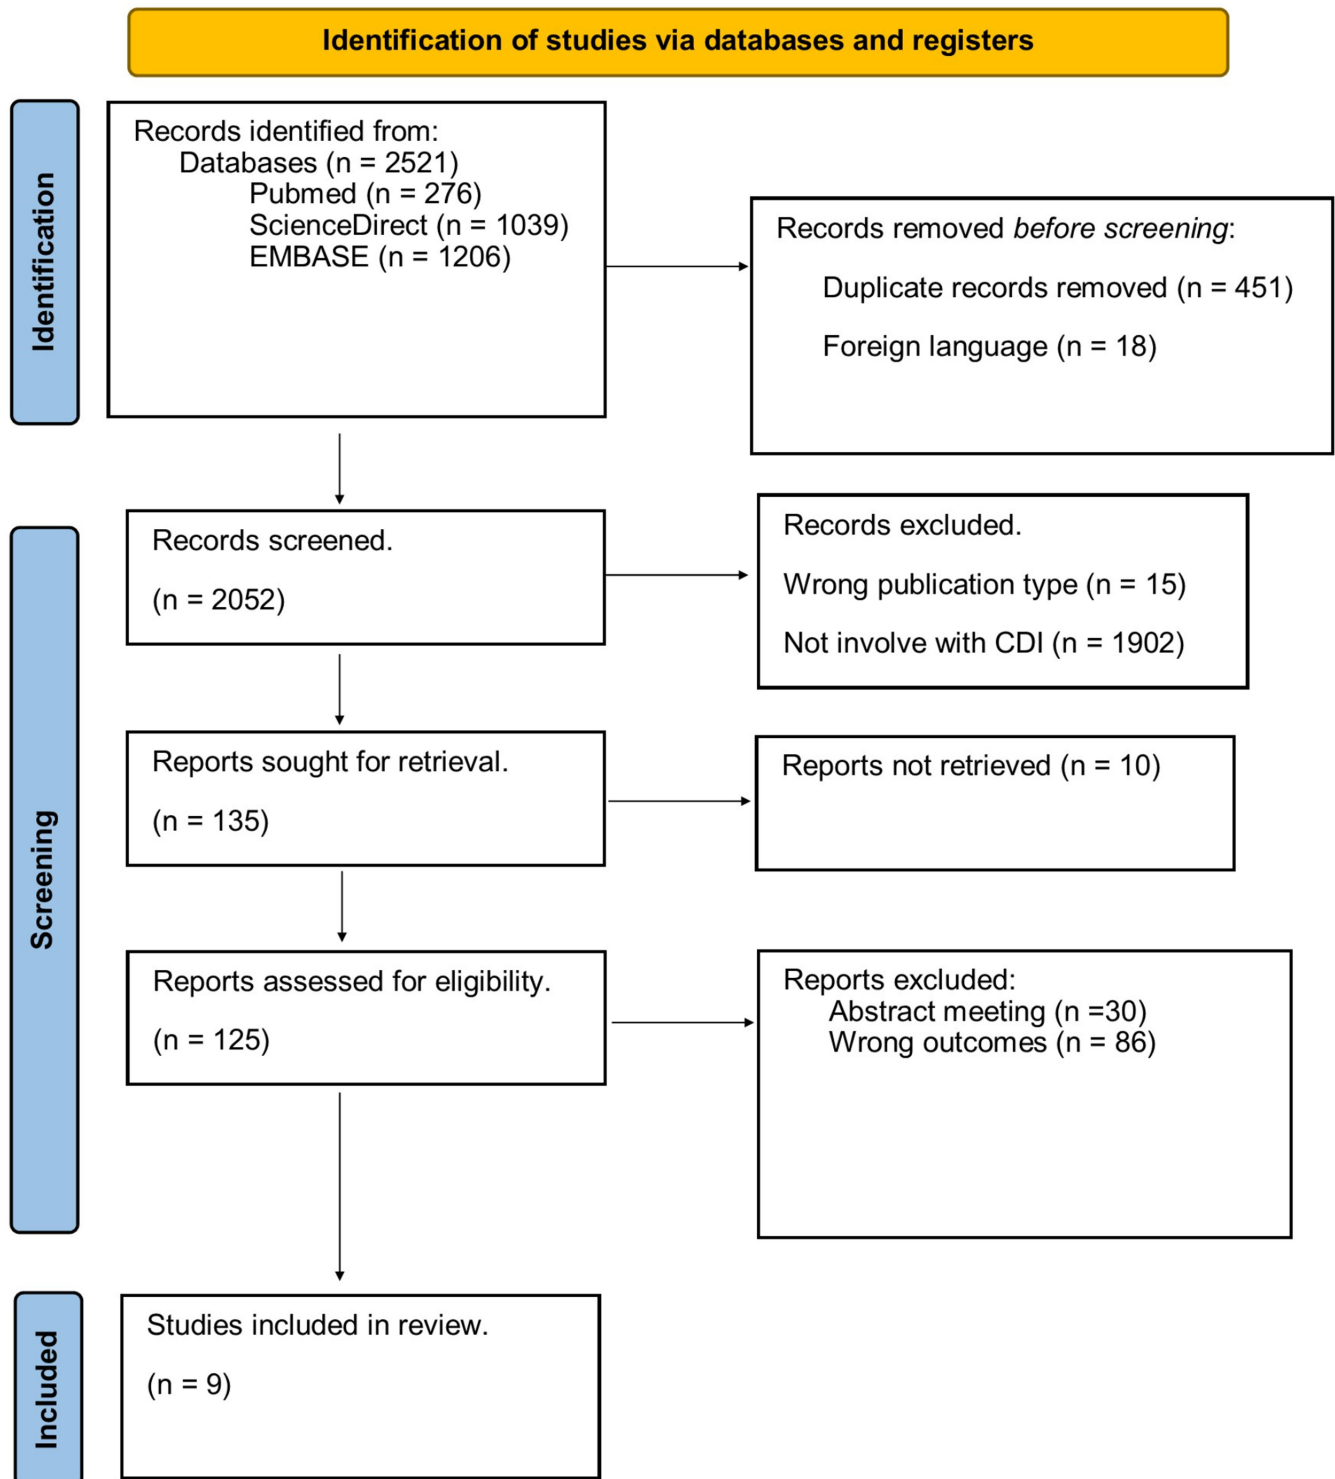 Identification of studies via databases and registers
Identification
Records identified from:
Databases (n = 2521)
Pubmed (n = 276)
ScienceDirect (n = 1039)
EMBASE (n = 1206)
Records removed before screening:
Duplicate records removed (n = 451)
Foreign language (n = 18)
Screening
Records screened.
(n = 2052)
Records excluded.
Wrong publication type (n = 15)
Not involve with CDI (n = 1902)
Reports sought for retrieval.
(n = 135)
Reports not retrieved (n = 10)
Reports assessed for eligibility.
(n = 125)
Reports excluded:
Abstract meeting (n =30)
Wrong outcomes (n = 86)
Included
Studies included in review.
(n = 9)